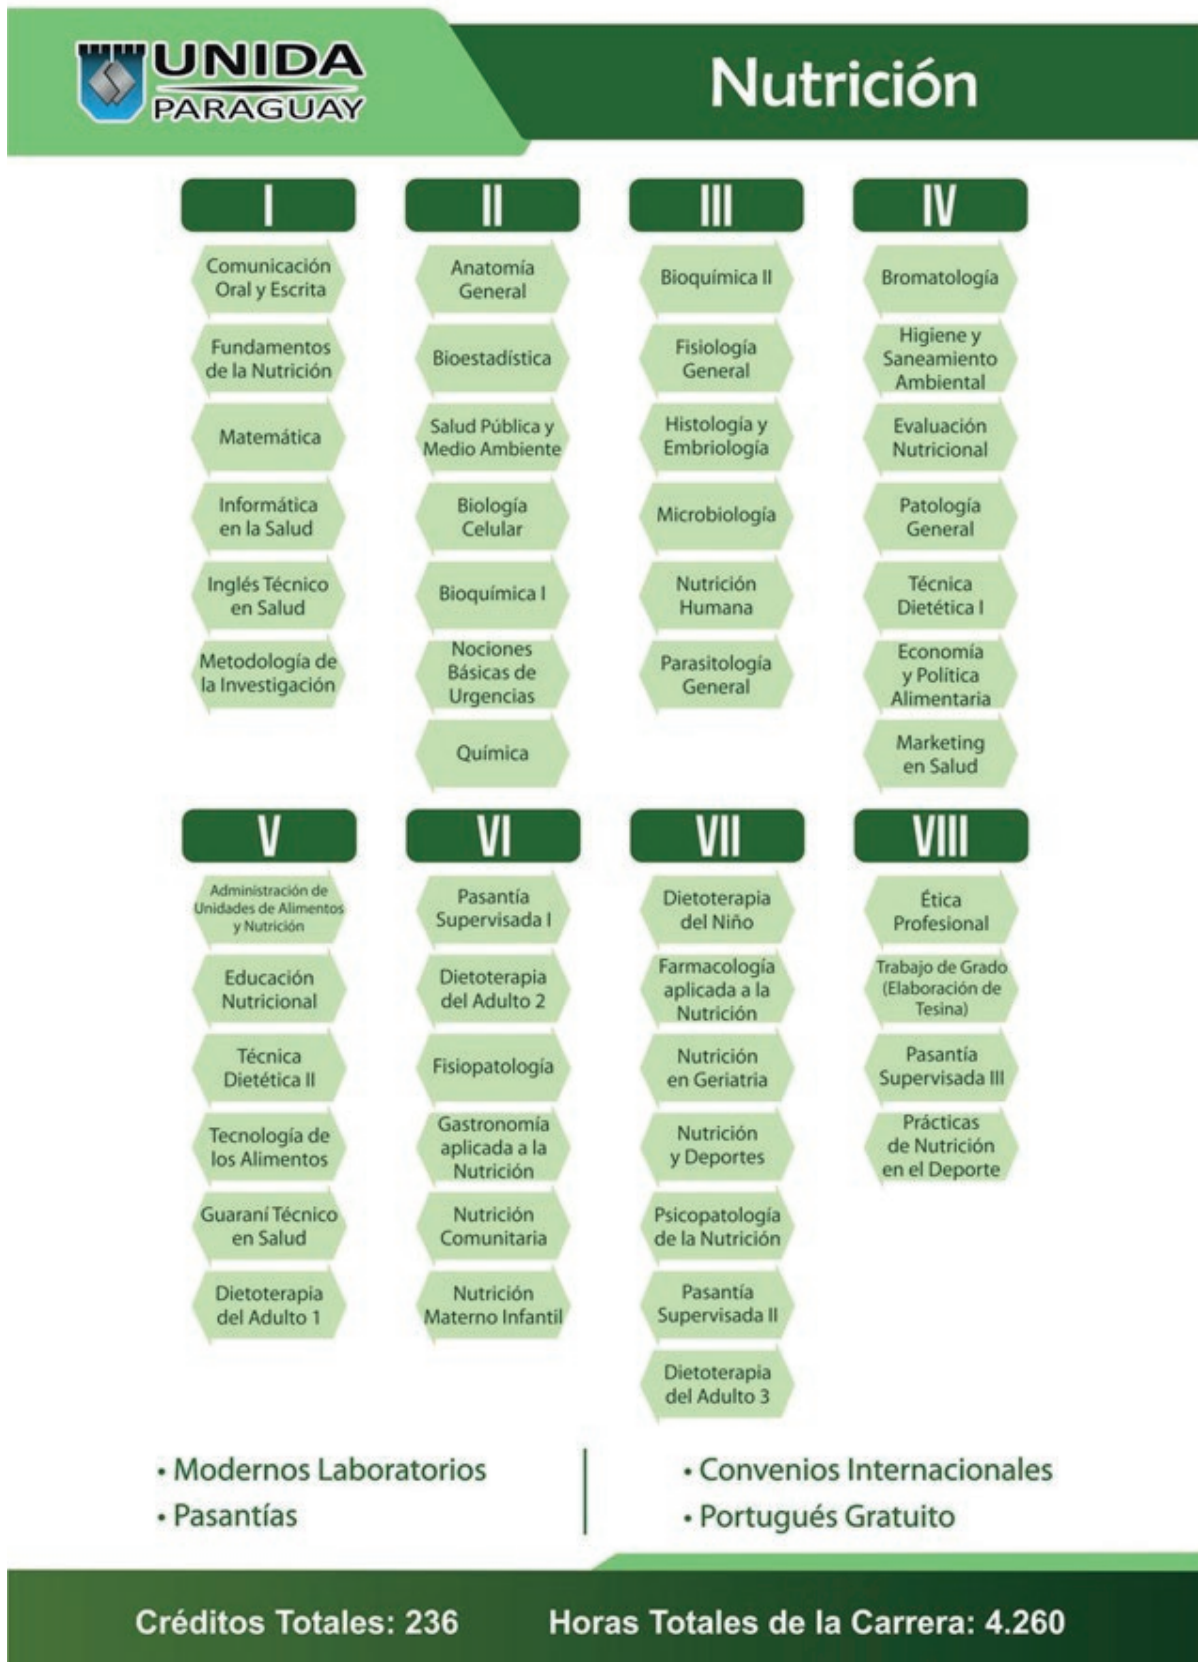 UNIDA
PARAGUAY
Nutrición
I
Comunicación
Oral y Escrita
Fundamentos
de la Nutrición
Matemática
Informática
en la Salud
Inglés Técnico
en Salud
Metodología de
la Investigación
II
Anatomía
General
Bioestadística
Salud Pública y
Medio Ambiente
Biología
Celular
Bioquímica I
Nociones
Básicas de
Urgencias
Química
III
Bioquímica II
Fisiología
General
Histología y
Embriología
Microbiología
Nutrición
Humana
Parasitología
General
IV
Bromatología
Higiene y
Saneamiento
Ambiental
Evaluación
Nutricional
Patología
General
Técnica
Dietética I
Economía
y Política
Alimentaria
Marketing
en Salud
V
Administración de
Unidades de Alimentos
y Nutrición
Educación
Nutricional
Técnica
Dietética II
Tecnología de
los Alimentos
Guaraní Técnico
en Salud
Dietoterapia
del Adulto 1
VI
Pasantía
Supervisada I
Dietoterapia
del Adulto 2
Fisiopatología
Gastronomía
aplicada a la
Nutrición
Nutrición
Comunitaria
Nutrición
Materno Infantil
VII
Dietoterapia
del Niño
Farmacología
aplicada a la
Nutrición
Nutrición
en Geriatria
Nutrición
y Deportes
Psicopatología
de la Nutrición
Pasantía
Supervisada II
Dietoterapia
del Adulto 3
VIII
Ética
Profesional
Trabajo de Grado
(Elaboración de
Tesina)
Pasantía
Supervisada III
Prácticas
de Nutrición
en el Deporte
• Modernos Laboratorios
• Pasantías
• Convenios Internacionales
• Portugués Gratuito
Créditos Totales: 236
Horas Totales de la Carrera: 4.260